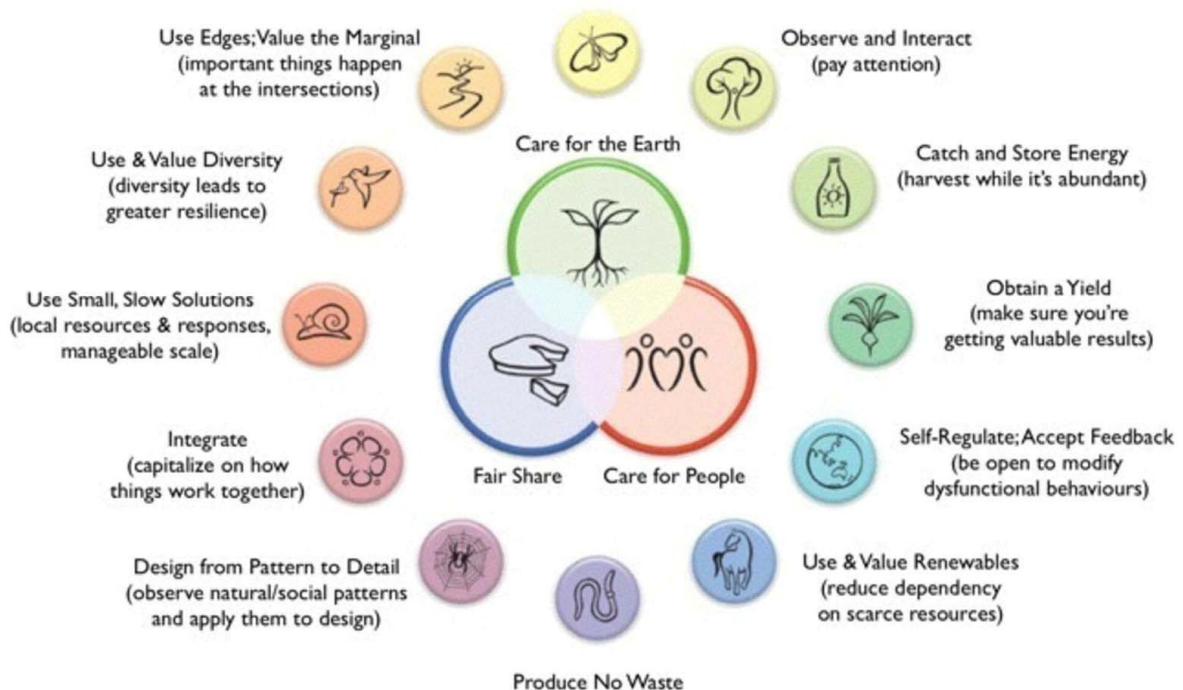 Use Edges; Value the Marginal
(important things happen
at the intersections)
Observe and Interact
(pay attention)
Care for the Earth
Use & Value Diversity
(diversity leads to
greater resilience)
Catch and Store Energy
(harvest while it's abundant)
Use Small, Slow Solutions
(local resources & responses,
manageable scale)
Obtain a Yield
(make sure you're
getting valuable results)
Integrate
(capitalize on how
things work together)
Self-Regulate; Accept Feedback
(be open to modify
dysfunctional behaviours)
Fair Share
Care for People
Design from Pattern to Detail
(observe natural/social patterns
and apply them to design)
Use & Value Renewables
(reduce dependency
on scarce resources)
Produce No Waste